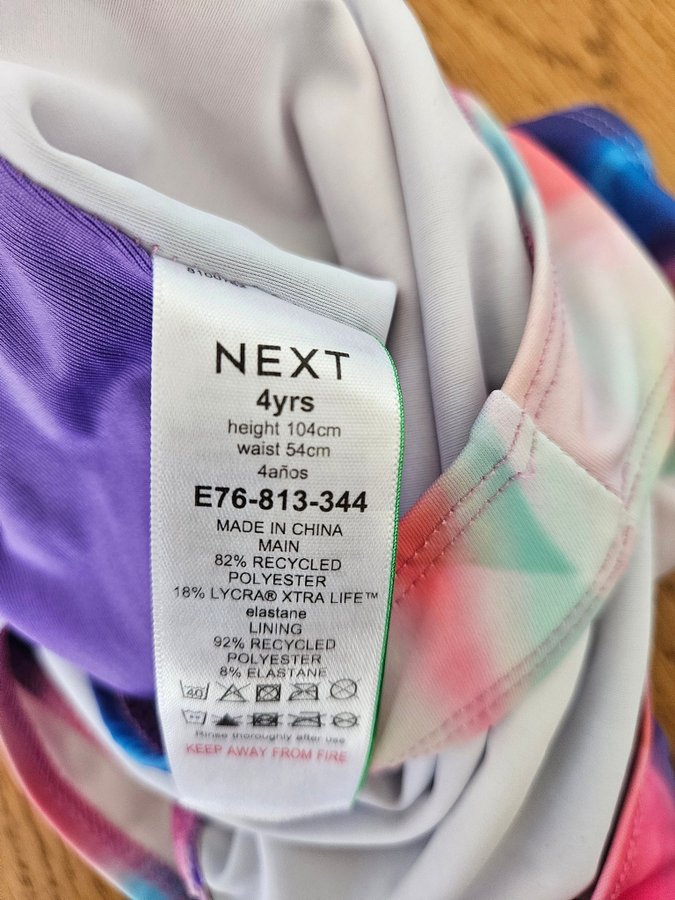 NEXT
4yrs
height 104cm
waist 54cm
4años
E76-813-344
MADE IN CHINA
MAIN
82% RECYCLED
POLYESTER
18% LYCRA® XTRA LIFE™
elastane
LINING
92% RECYCLED
POLYESTER
8% ELASTANE
40
Rinse thoroughly after use
KEEP AWAY FROM FIRE